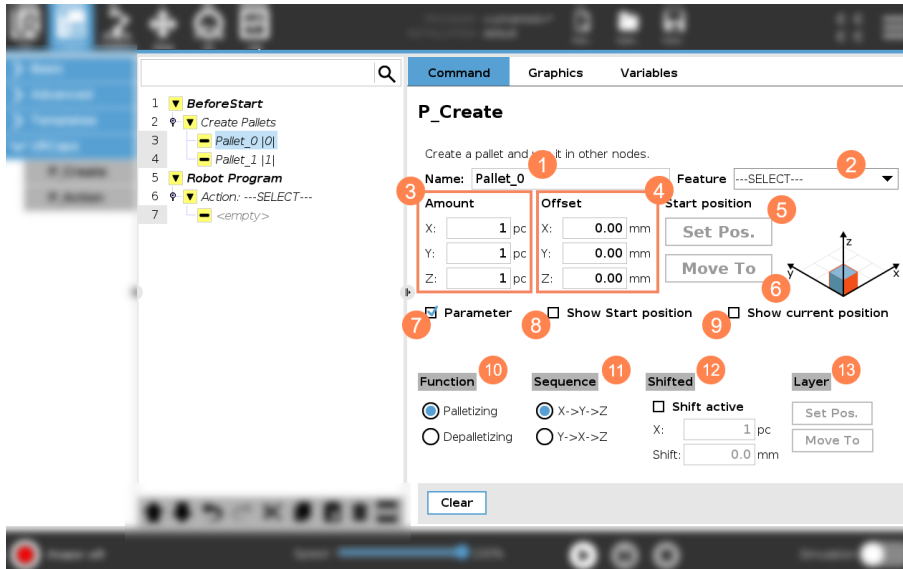 Command Graphics Variables
1 BeforeStart
2 Create Pallets
3 Pallet_0 |0|
4 Pallet_1 |1|
5 Robot Program
6 Action: ---SELECT---
7 <empty>
P_Create
Create a pallet and it in other nodes.
1 2
Name: Pallet_0 Feature ---SELECT---
3 4
Amount Offset Start position
5
X: 1 pc X: 0.00 mm Set Pos.
Y: 1 pc Y: 0.00 mm
z
Z: 1 pc Z: 0.00 mm Move To
y x
6
Parameter Show Start position Show current position
7 8 9
10 11 12 13
Function Sequence Shifted Layer
Palletizing X->Y->Z Shift active Set Pos.
Depalletizing Y->X->Z X: 1 pc Move To
Shift: 0.0 mm
Clear